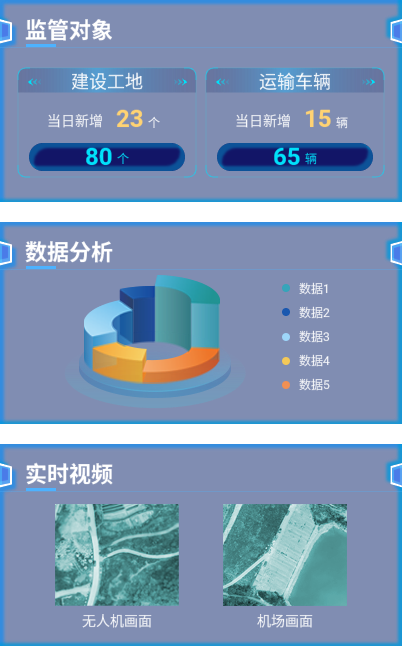 监管对象
建设工地 运输车辆
当日新增 23 个 当日新增 15 辆
80 个 65 辆
数据分析
数据1
数据2
数据3
数据4
数据5
实时视频
无人机画面 机场画面